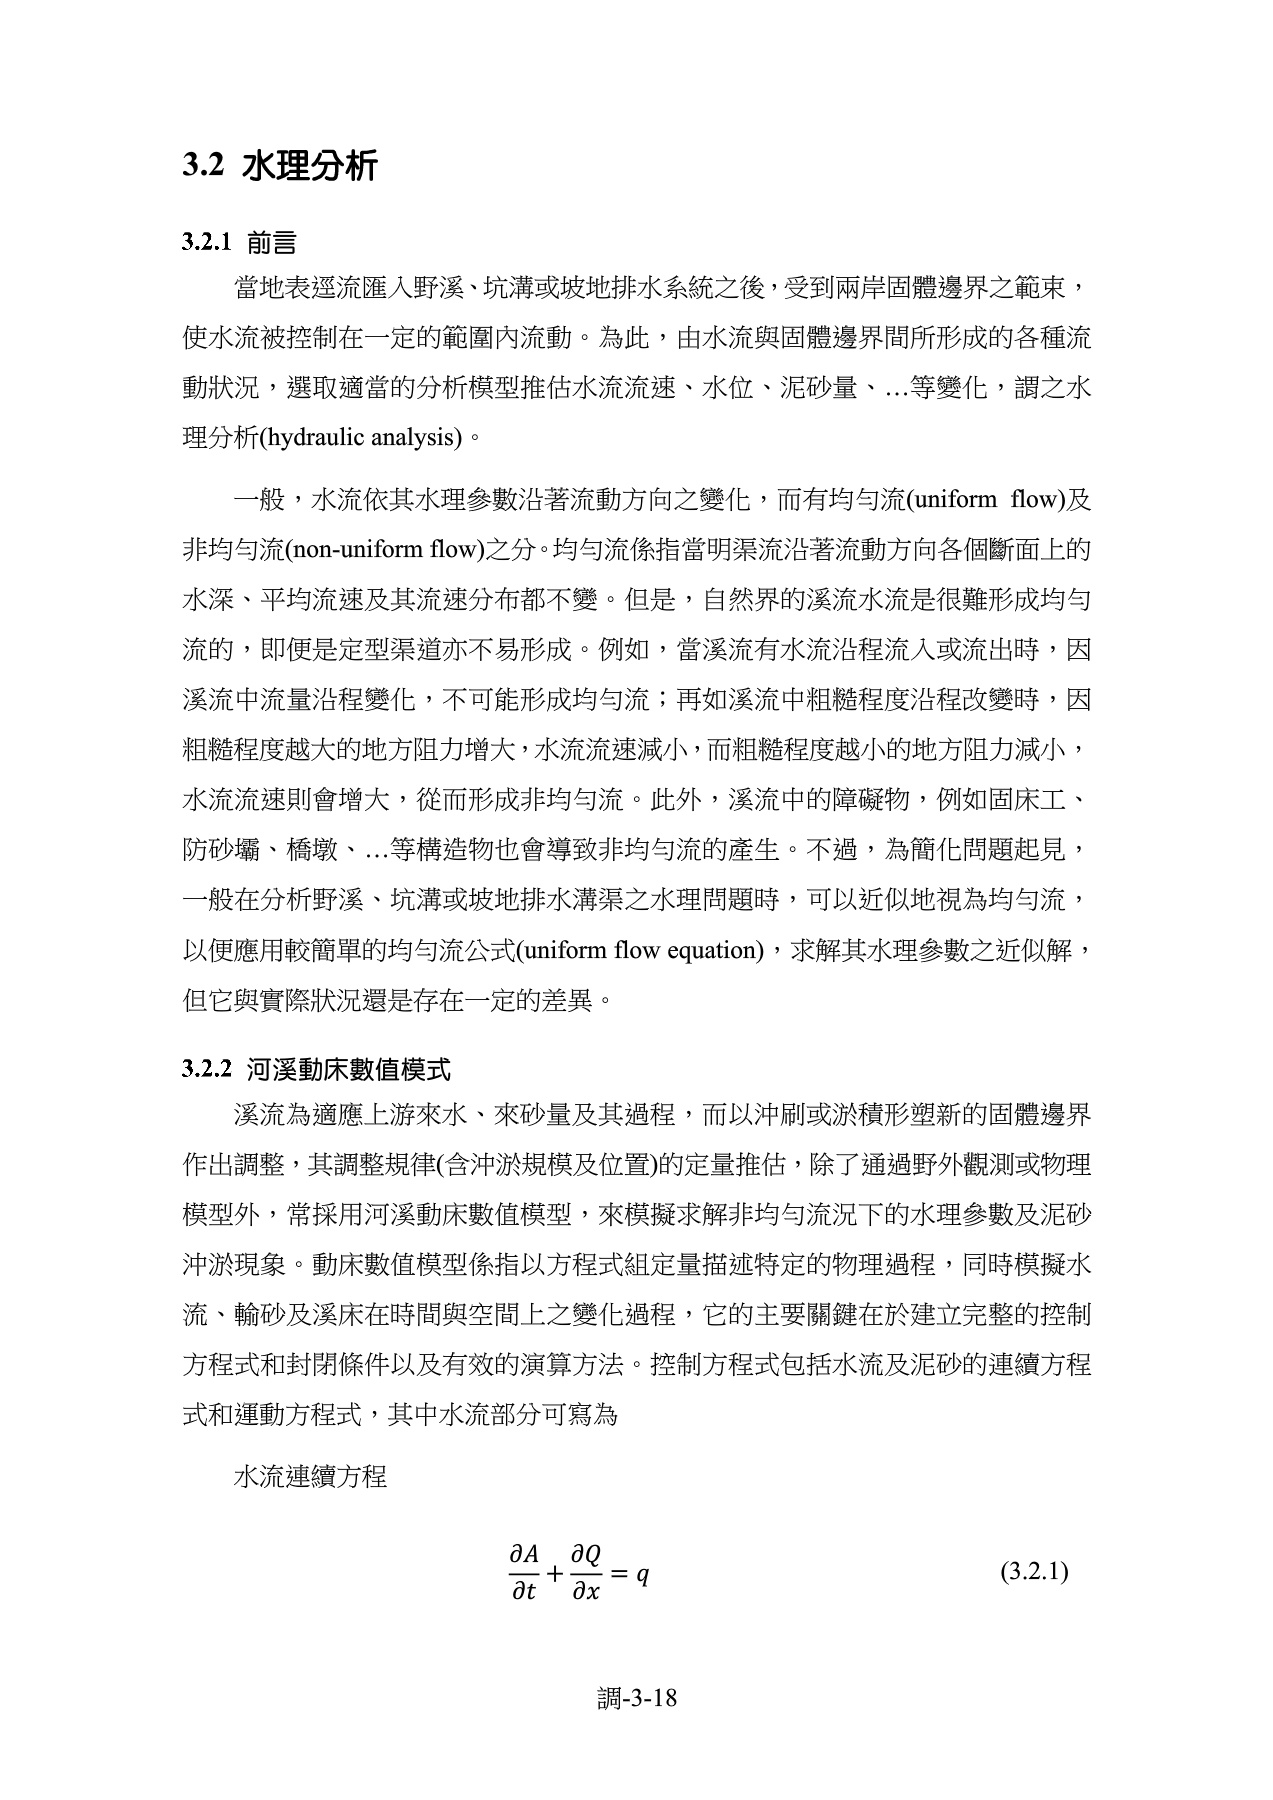 3.2 水理分析
3.2.1 前言
當地表逕流匯入野溪、坑溝或坡地排水系統之後，受到兩岸固體邊界之範束，
使水流被控制在一定的範圍內流動。為此，由水流與固體邊界間所形成的各種流
動狀況，選取適當的分析模型推估水流流速、水位、泥砂量、…等變化，謂之水
理分析(hydraulic analysis)。
一般，水流依其水理參數沿著流動方向之變化，而有均勻流(uniform flow)及
非均勻流(non-uniform flow)之分。均勻流係指當明渠流沿著流動方向各個斷面上的
水深、平均流速及其流速分布都不變。但是，自然界的溪流水流是很難形成均勻
流的，即便是定型渠道亦不易形成。例如，當溪流有水流沿程流入或流出時，因
溪流中流量沿程變化，不可能形成均勻流；再如溪流中粗糙程度沿程改變時，因
粗糙程度越大的地方阻力增大，水流流速減小，而粗糙程度越小的地方阻力減小，
水流流速則會增大，從而形成非均勻流。此外，溪流中的障礙物，例如固床工、
防砂壩、橋墩、…等構造物也會導致非均勻流的產生。不過，為簡化問題起見，
一般在分析野溪、坑溝或坡地排水溝渠之水理問題時，可以近似地視為均勻流，
以便應用較簡單的均勻流公式(uniform flow equation)，求解其水理參數之近似解，
但它與實際狀況還是存在一定的差異。
3.2.2 河溪動床數值模式
溪流為適應上游來水、來砂量及其過程，而以沖刷或淤積形塑新的固體邊界
作出調整，其調整規律(含沖淤規模及位置)的定量推估，除了通過野外觀測或物理
模型外，常採用河溪動床數值模型，來模擬求解非均勻流況下的水理參數及泥砂
沖淤現象。動床數值模型係指以方程式組定量描述特定的物理過程，同時模擬水
流、輸砂及溪床在時間與空間上之變化過程，它的主要關鍵在於建立完整的控制
方程式和封閉條件以及有效的演算方法。控制方程式包括水流及泥砂的連續方程
式和運動方程式，其中水流部分可寫為
水流連續方程
∂A/∂t + ∂Q/∂x = q (3.2.1)
調-3-18